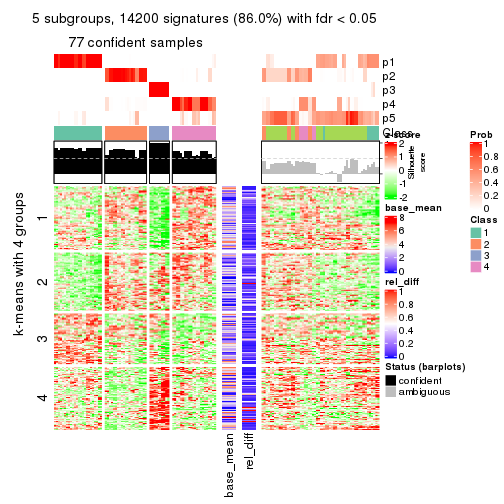 5 subgroups, 14200 signatures (86.0%) with fdr < 0.05
77 confident samples
p1
p2
p3
p4
p5
Class
z-score
2
1
0
-1
-2
Silhouette score
Prob
1
0.8
0.6
0.4
0.2
0
base_mean
8
6
4
2
0
Class
1
2
3
4
rel_diff
1
0.8
0.6
0.4
0.2
0
Status (barplots)
confident
ambiguous
k-means with 4 groups
1
2
3
4
base_mean
rel_diff